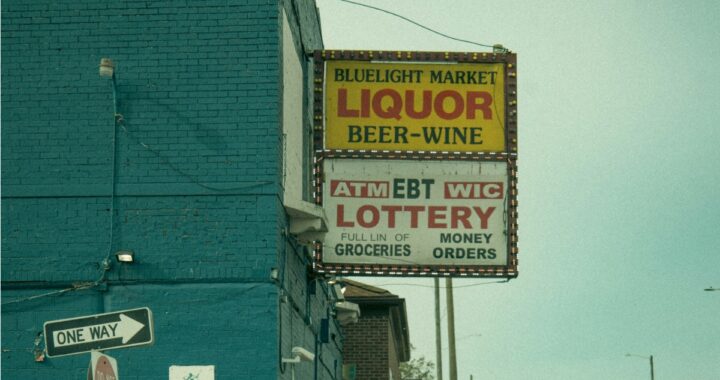 BLUELIGHT MARKET
LIQUOR
BEER-WINE
ATM EBT WIC
LOTTERY
FULL LIN OF
GROCERIES
MONEY
ORDERS
ONE WAY